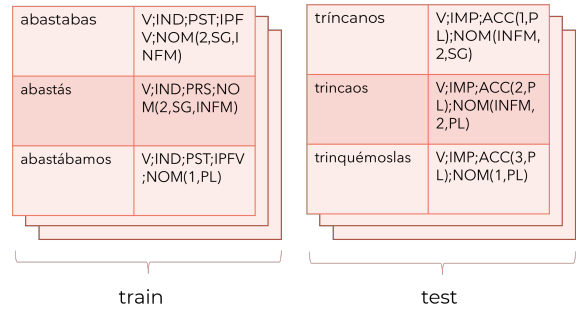 abastabas
V;IND;PST;IPF
V;NOM(2,SG,I
NFM)
abastás
V;IND;PRS;NO
M(2,SG,INFM)
abastábamos
V;IND;PST;IPFV
;NOM(1,PL)
train
tríncanos
V;IMP;ACC(1,P
L);NOM(INFM,
2,SG)
trincaos
V;IMP;ACC(2,P
L);NOM(INFM,
2,PL)
trinquémoslas
V;IMP;ACC(3,P
L);NOM(1,PL)
test